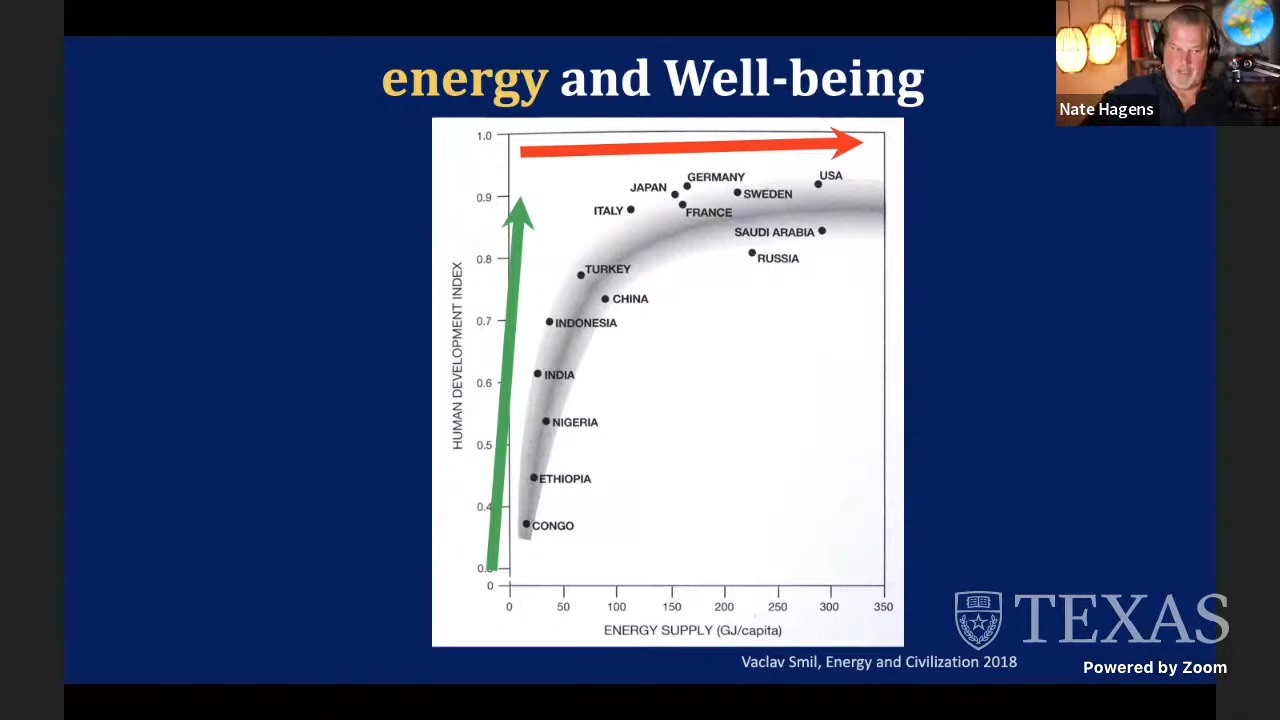 energy and Well-being
Nate Hagens
1.0
0.9
0.8
0.7
0.6
0.5
0.4
0
HUMAN DEVELOPMENT INDEX
JAPAN
GERMANY
USA
ITALY
FRANCE
SWEDEN
SAUDI ARABIA
RUSSIA
TURKEY
CHINA
INDONESIA
INDIA
NIGERIA
ETHIOPIA
CONGO
0 50 100 150 200 250 300 350
ENERGY SUPPLY (GJ/capita)
TEXAS
Vaclav Smil, Energy and Civilization 2018
Powered by Zoom